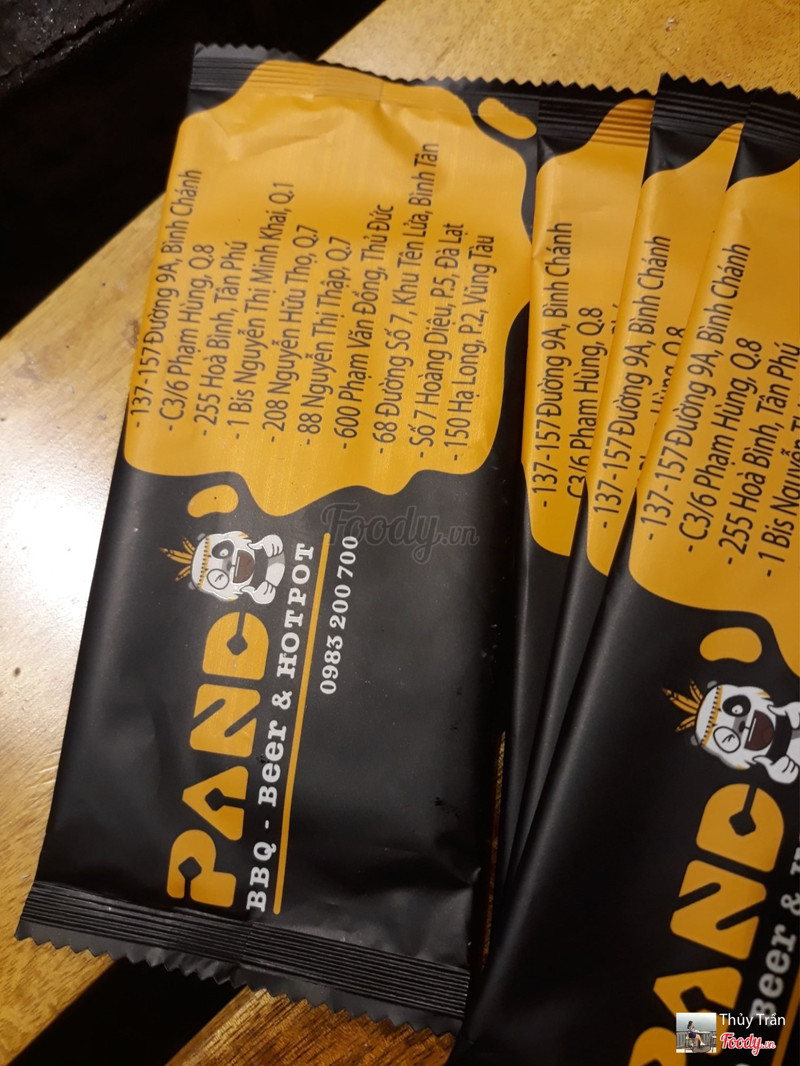 - 137-157 Đường 9A, Bình Chánh
- C3/6 Phạm Hùng, Q.8
- 255 Hoà Bình, Tân Phú
- 1 Bis Nguyễn Thị Minh Khai, Q.1
- 208 Nguyễn Hữu Thọ, Q.7
- 88 Nguyễn Thị Thập, Q.7
- 600 Phạm Văn Đồng, Thủ Đức
- 68 Đường Số 7, Khu Tên Lửa, Bình Tân
- Số 7 Hoàng Diệu, P.5, Đà Lạt
- 150 Hạ Long, P.2, Vũng Tàu
PAND
BBQ - Beer & HOTPOT
0983 200 700
- 137-157 Đường 9A, Bình Chánh
C3/6 Phạm Hùng, Q.8
- 137-157 Đường 9A, Bình Chánh
Hùng, Q.8
- 137-157 Đường 9A, Bình Chánh
- C3/6 Phạm Hùng, Q.8
- 255 Hoà Bình, Tân Phú
- 1 Bis Nguyễn
PAND
Beer &
Foody.vn
Thủy Trần
Foody.vn